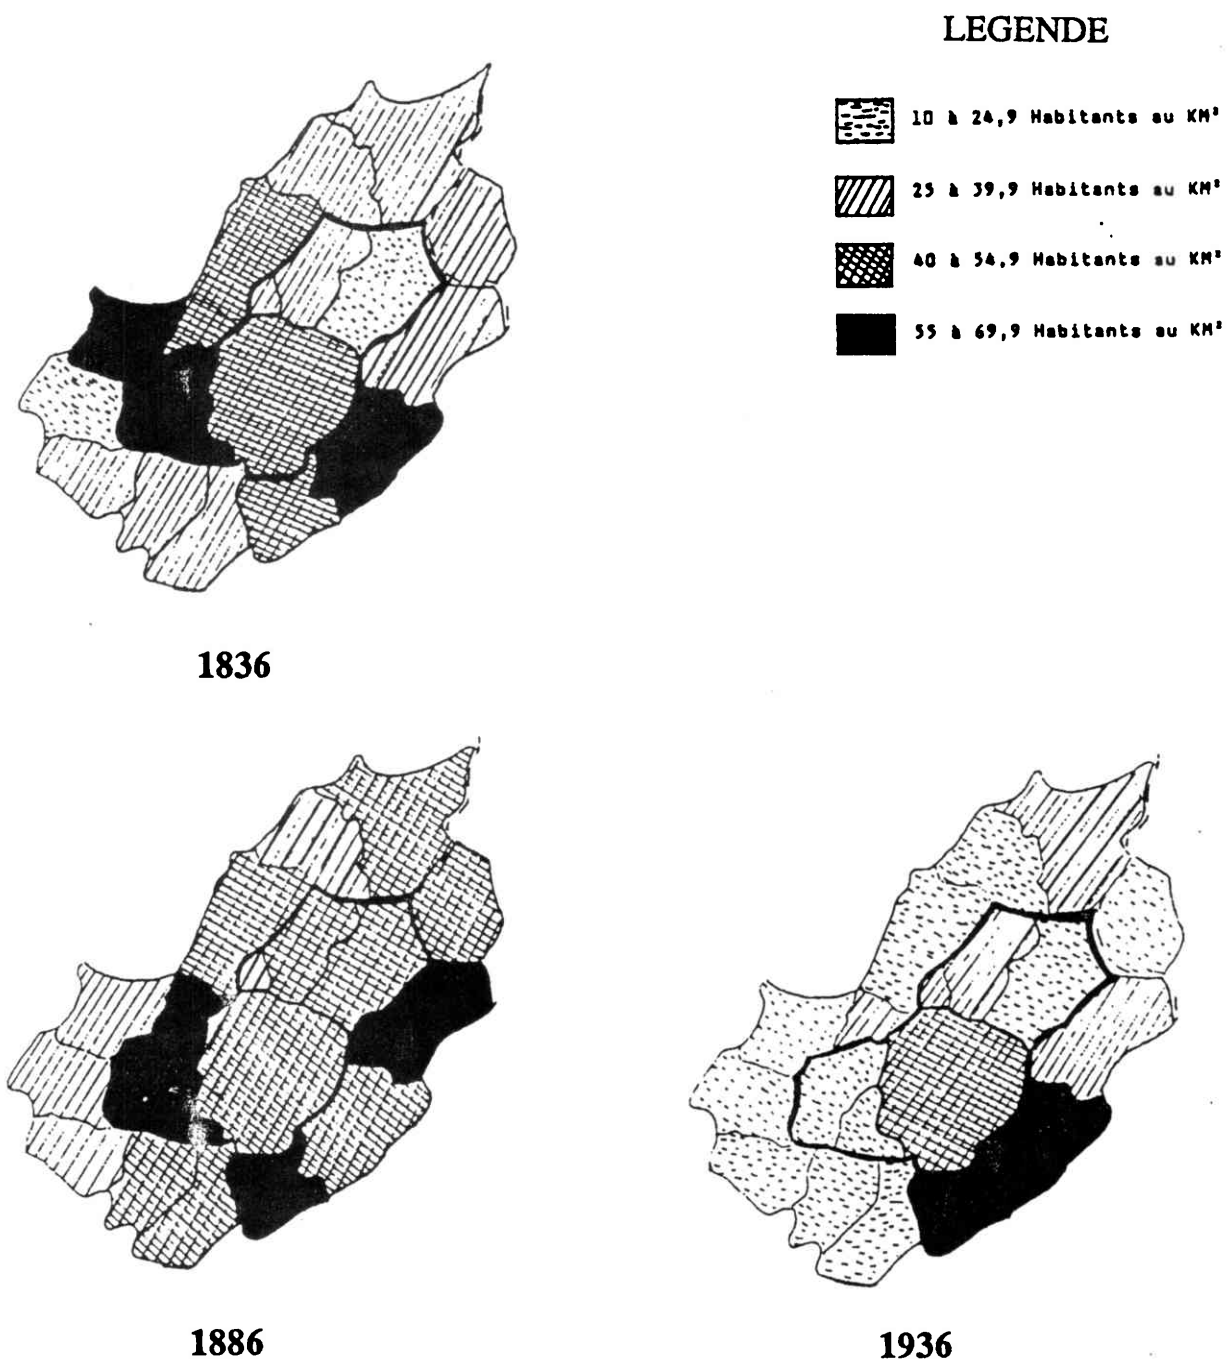 LEGENDE
10 à 24,9 Habitants au KM²
25 à 39,9 Habitants au KM²
40 à 54,9 Habitants au KM²
55 à 69,9 Habitants au KM²
1836
1886
1936